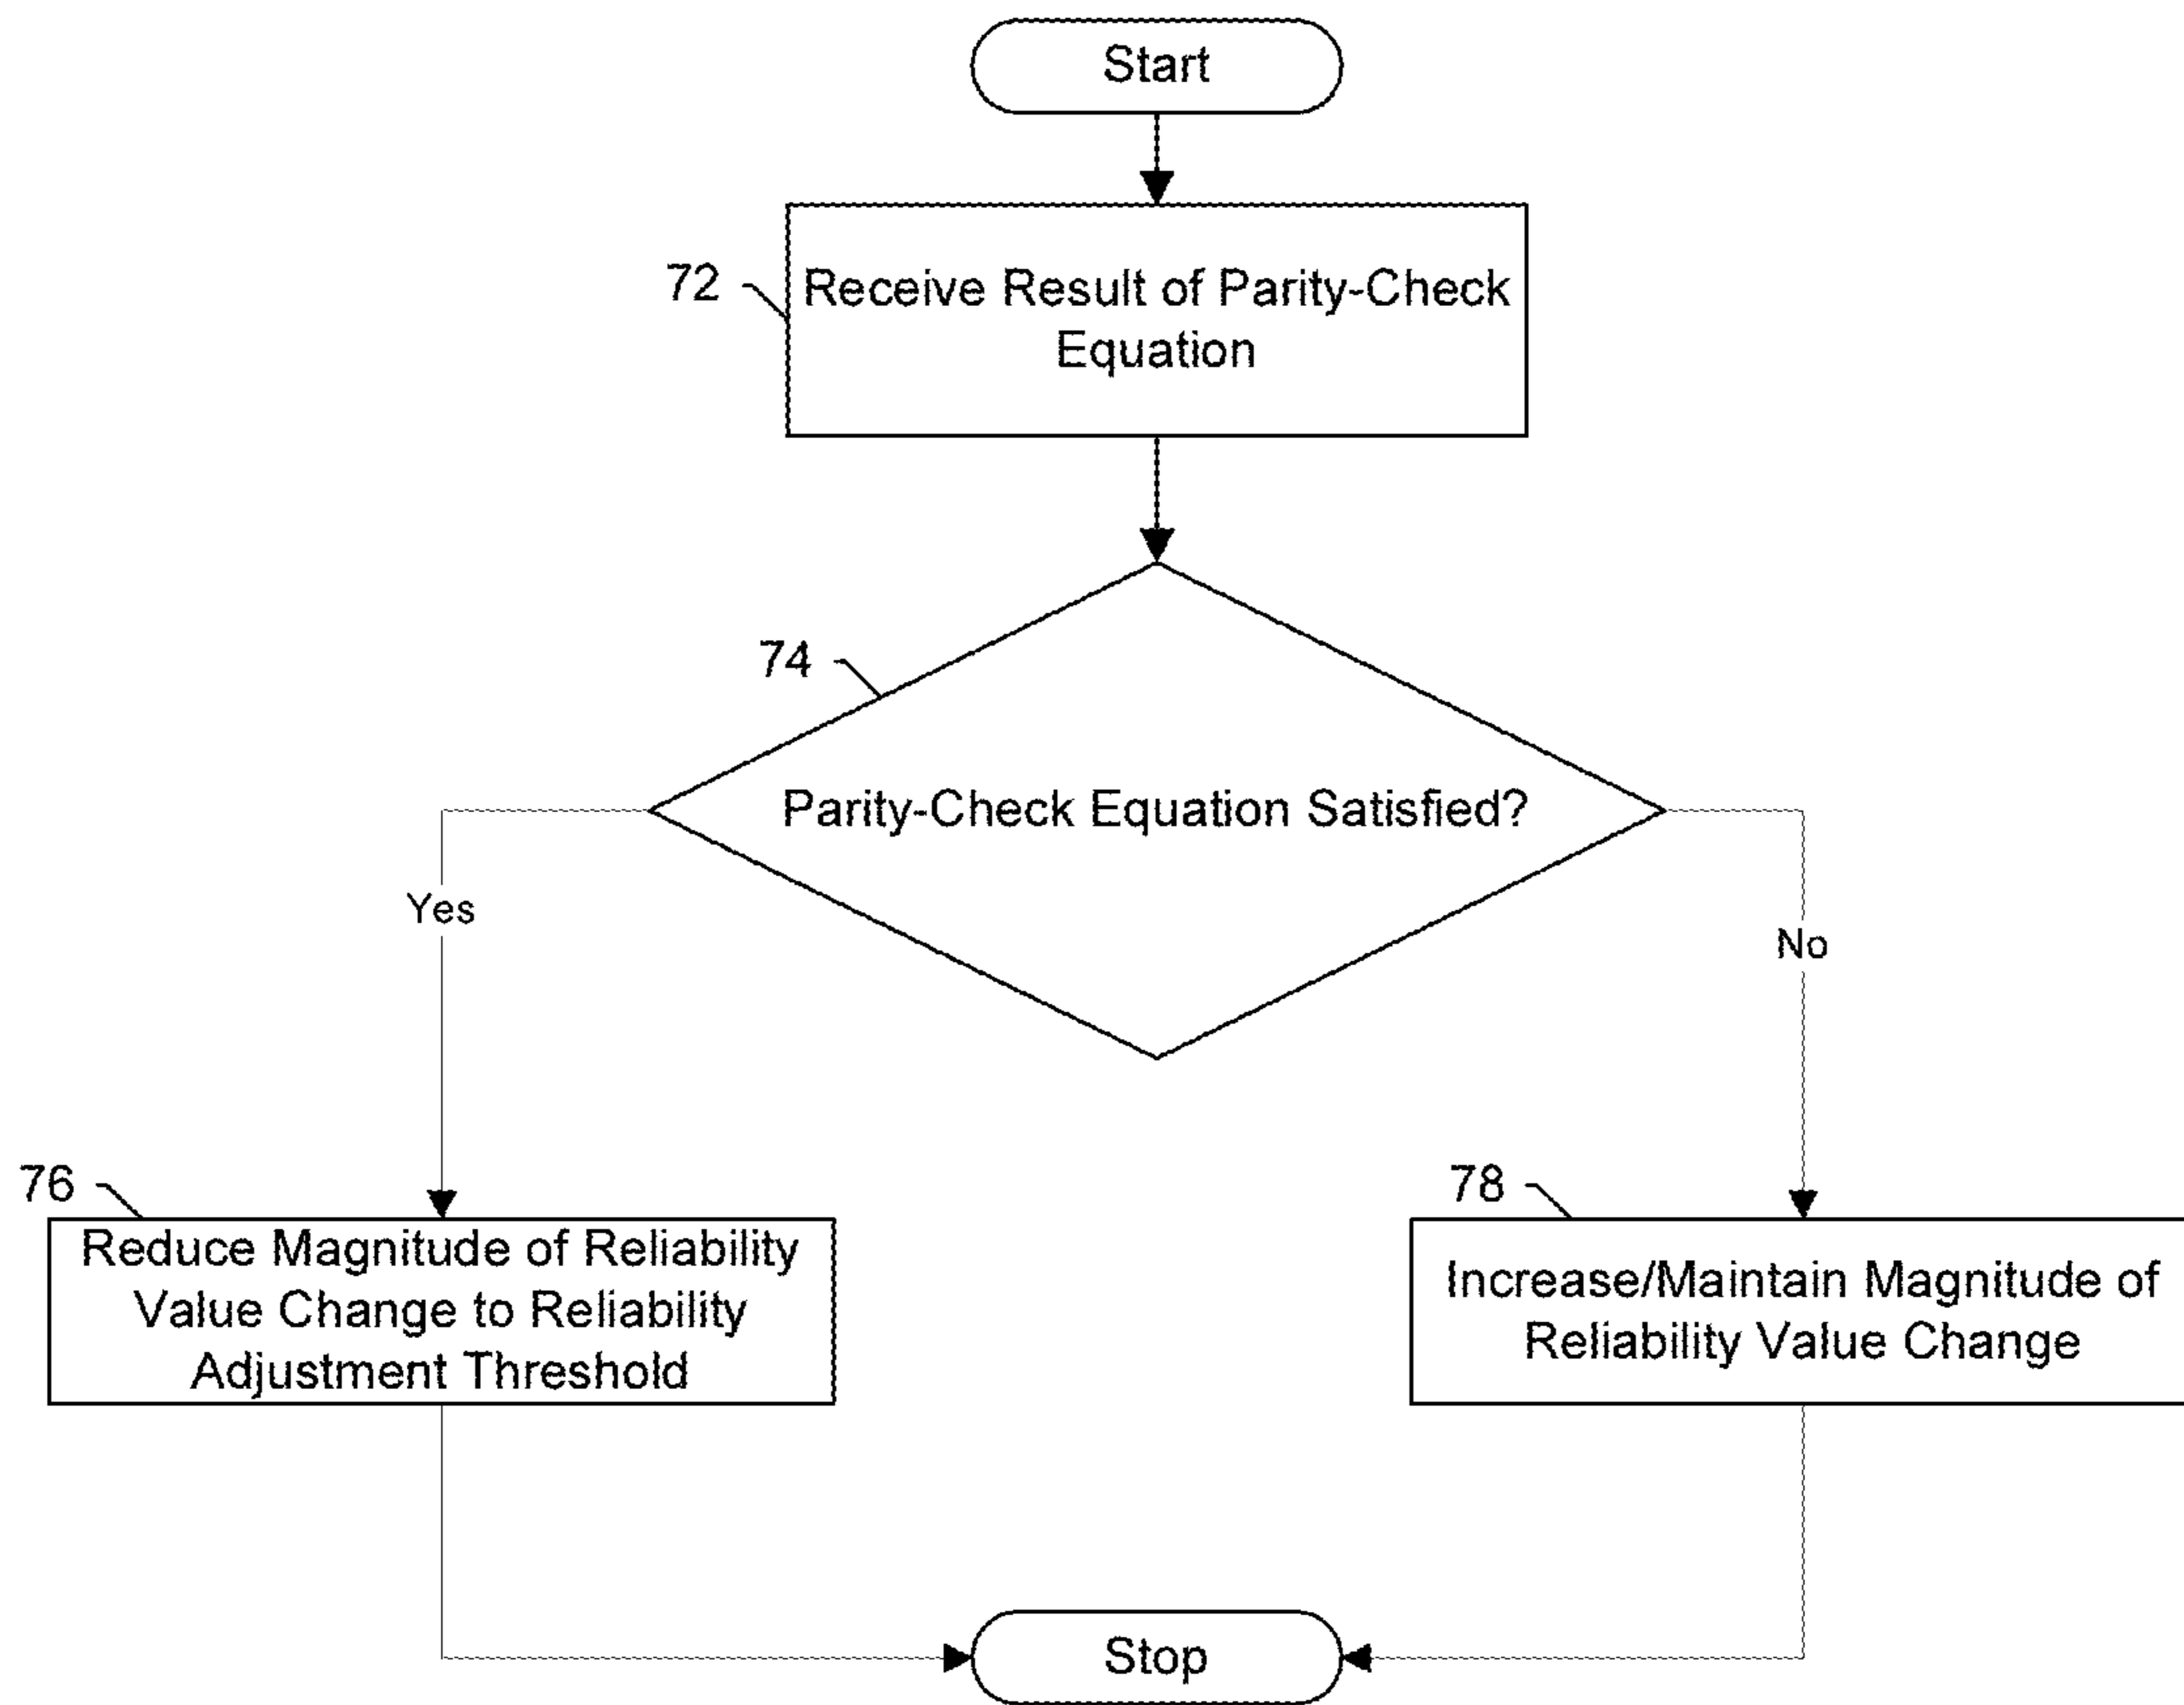 Start
72
Receive Result of Parity-Check
Equation
74
Parity-Check Equation Satisfied?
Yes
No
76
Reduce Magnitude of Reliability
Value Change to Reliability
Adjustment Threshold
78
Increase/Maintain Magnitude of
Reliability Value Change
Stop